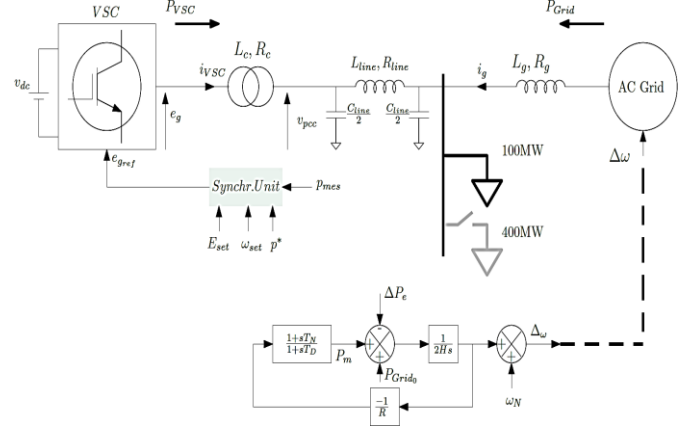 VSC
P_VSC
P_Grid
L_c, R_c
i_VSC
L_line, R_line
i_g
L_g, R_g
v_dc
AC Grid
e_g
v_pcc
C_line/2
C_line/2
e_gref
100MW
Δω
Synchr.Unit
p_mes
400MW
E_set
ω_set
p*
ΔP_e
-
1+sT_N/1+sT_D
P_m
+
+
1/2Hs
+
+
Δ_ω
P_Grid_0
-1/R
ω_N